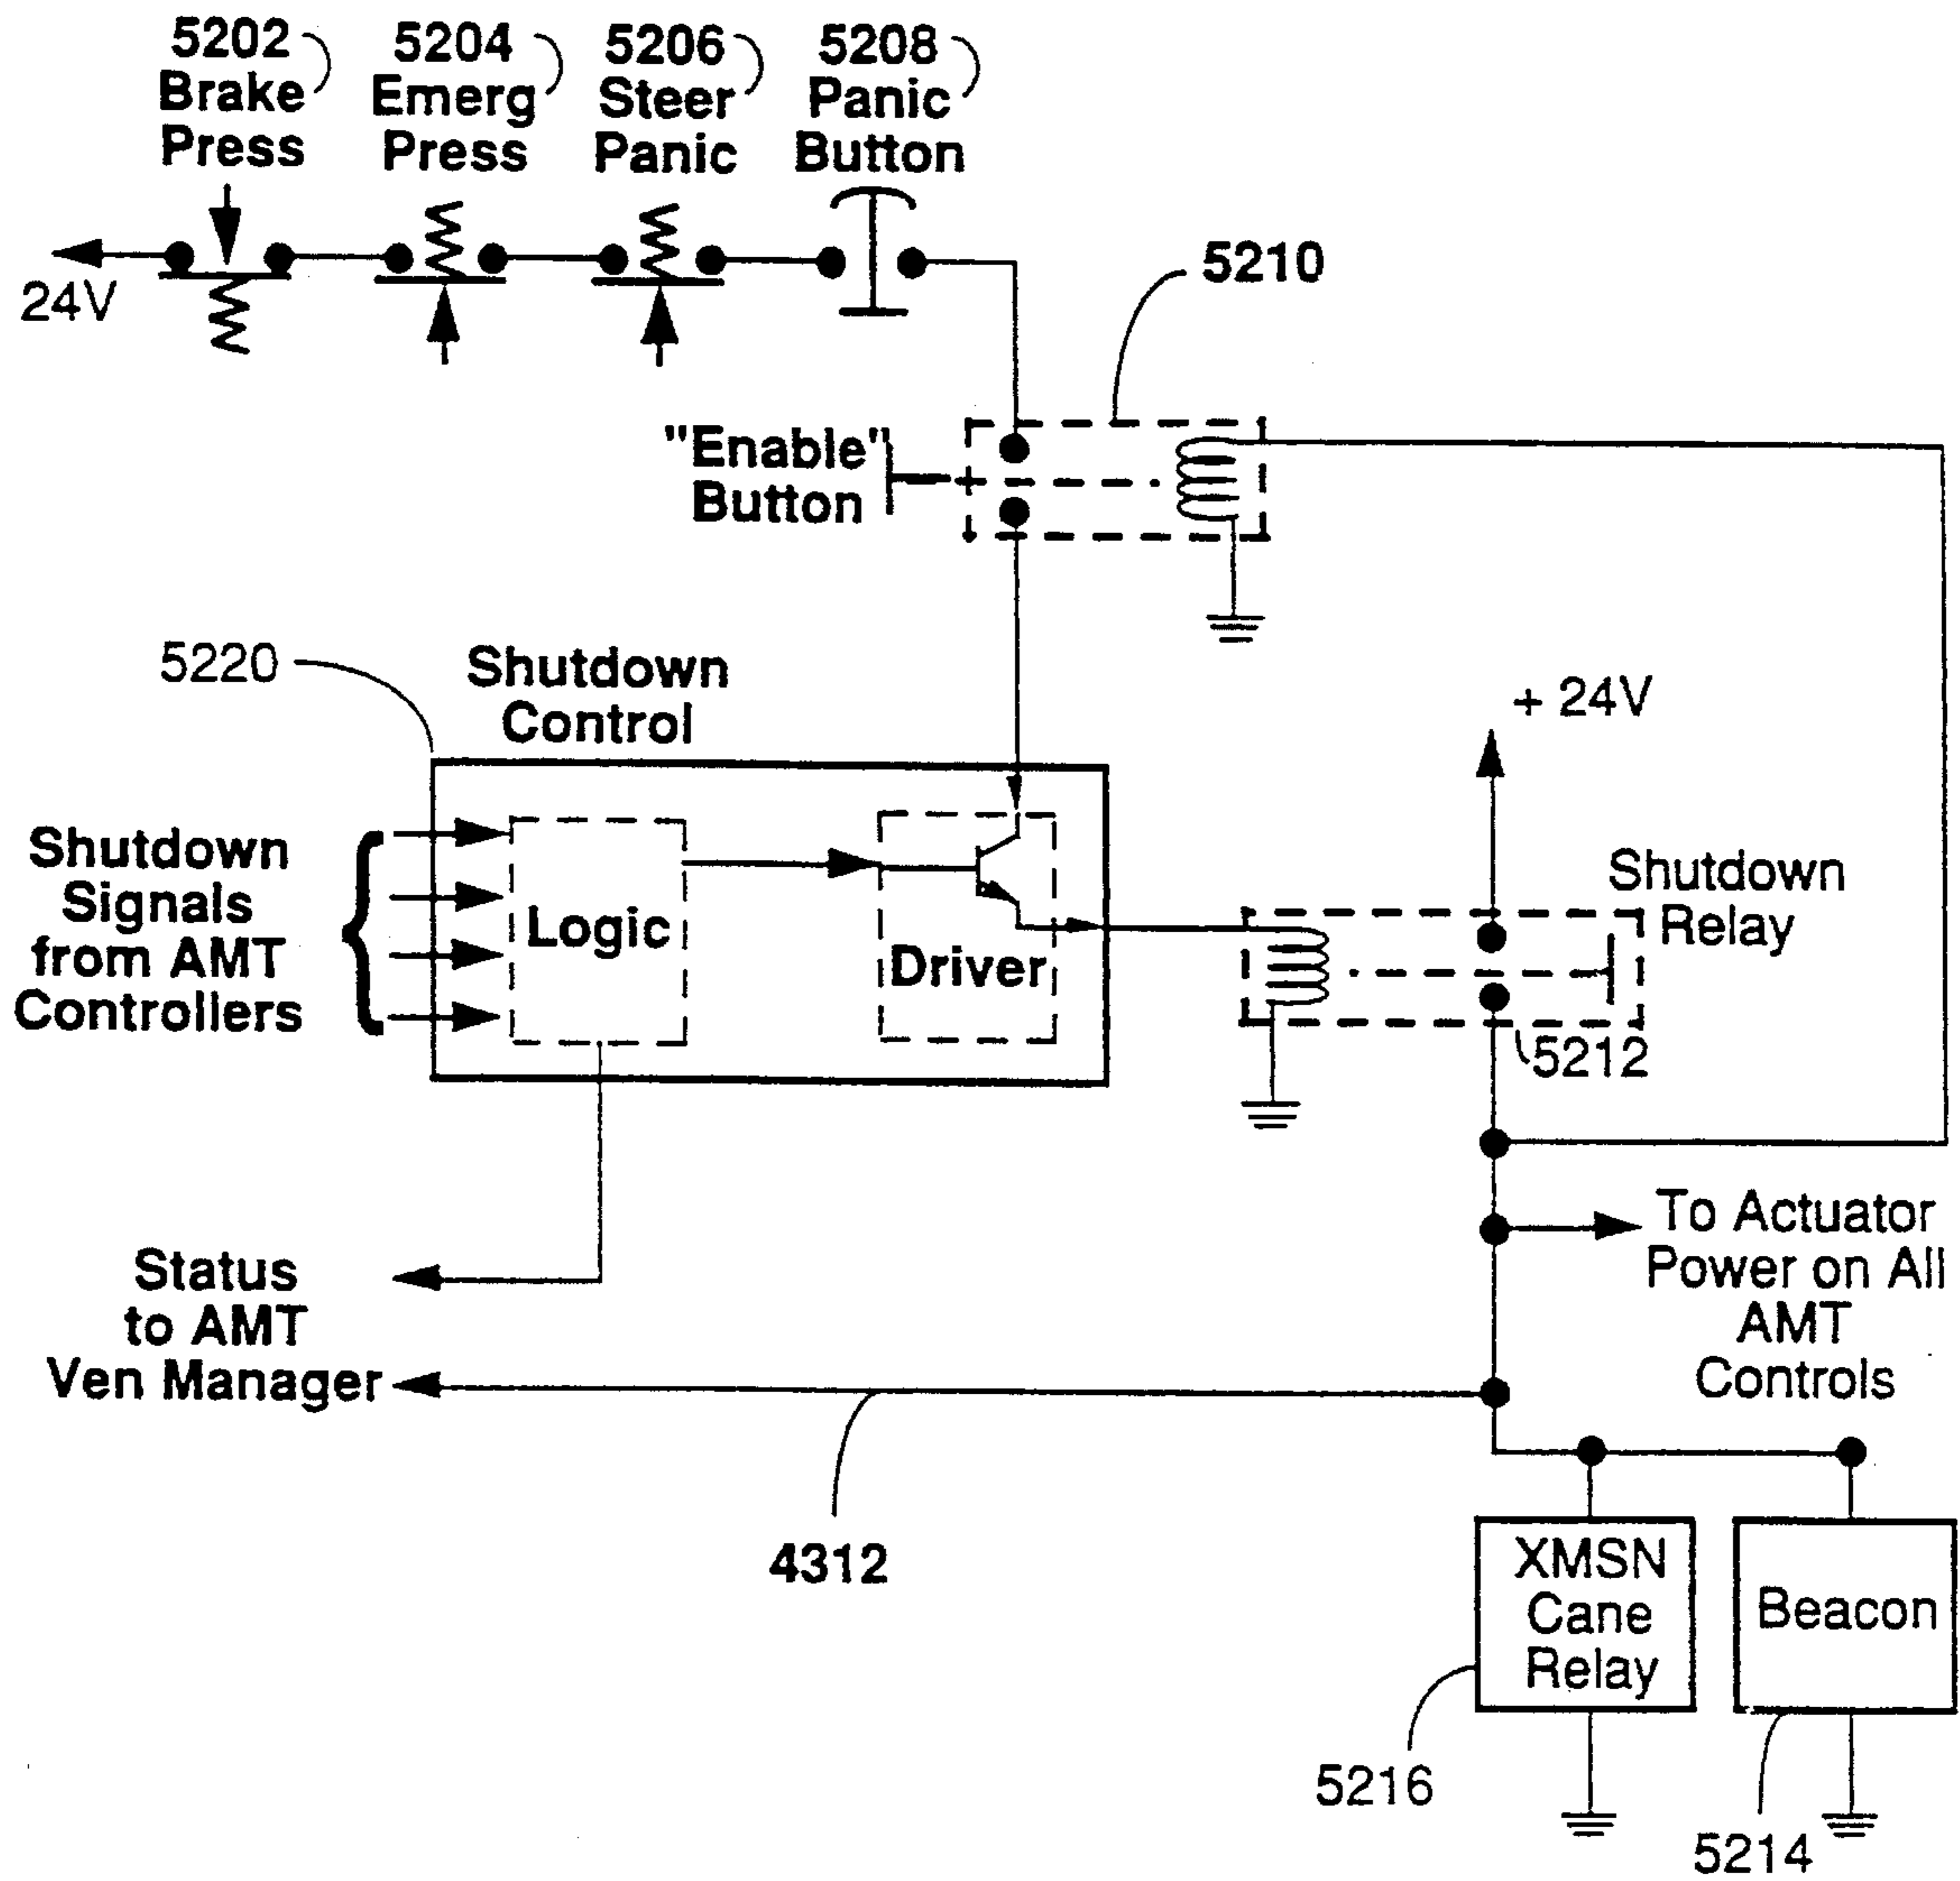 5202
Brake
Press
5204
Emerg
Press
5206
Steer
Panic
5208
Panic
Button
24V
5210
"Enable"
Button
5220
Shutdown
Control
+ 24V
Shutdown
Signals
from AMT
Controllers
Logic
Driver
Shutdown
Relay
5212
To Actuator
Power on All
AMT
Controls
Status
to AMT
Ven Manager
4312
XMSN
Cane
Relay
Beacon
5216
5214